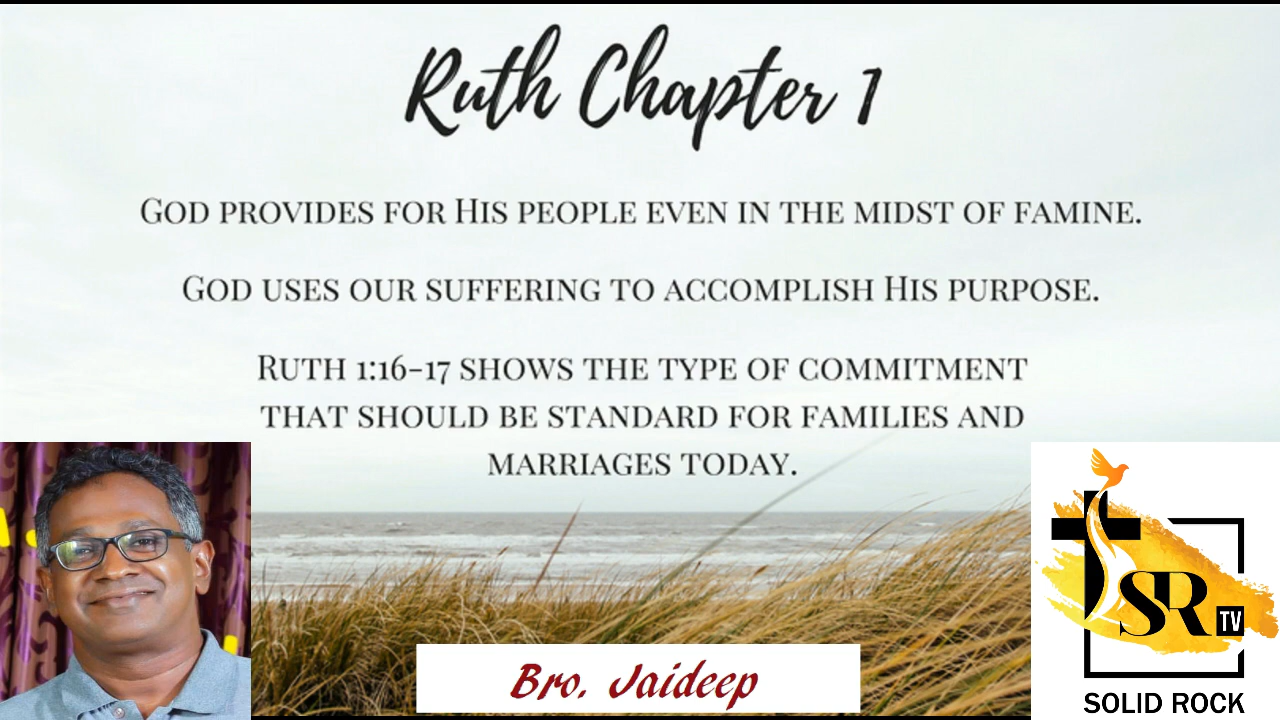 Ruth Chapter 1
God provides for His people even in the midst of famine.
God uses our suffering to accomplish His purpose.
Ruth 1:16-17 shows the type of commitment
that should be standard for families and
marriages today.
Bro. Jaideep
SR TV
SOLID ROCK